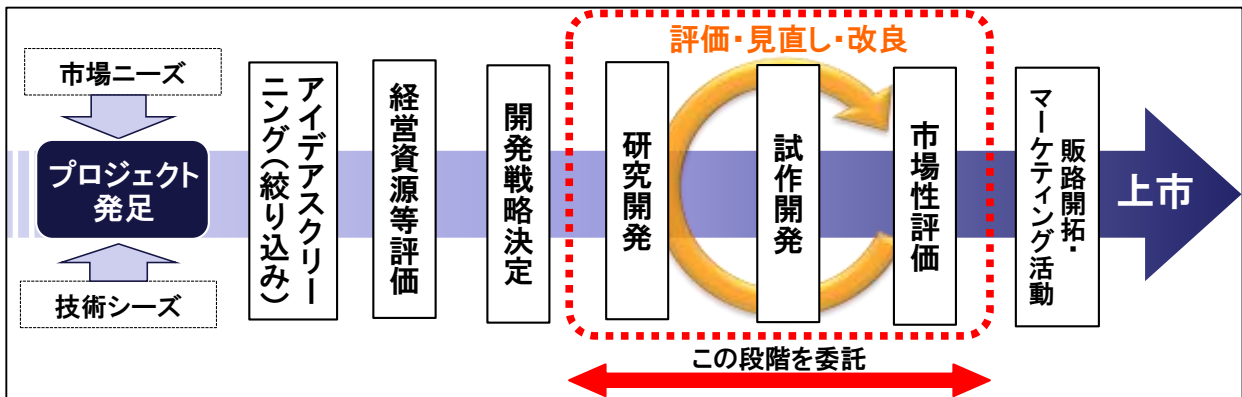 市場ニーズ
プロジェクト
発足
技術シーズ
アイデアスクリー
ニング（絞り込み）
経営資源等評価
開発戦略決定
評価・見直し・改良
研究開発
試作開発
市場性評価
この段階を委託
販路開拓・
マーケティング活動
上市